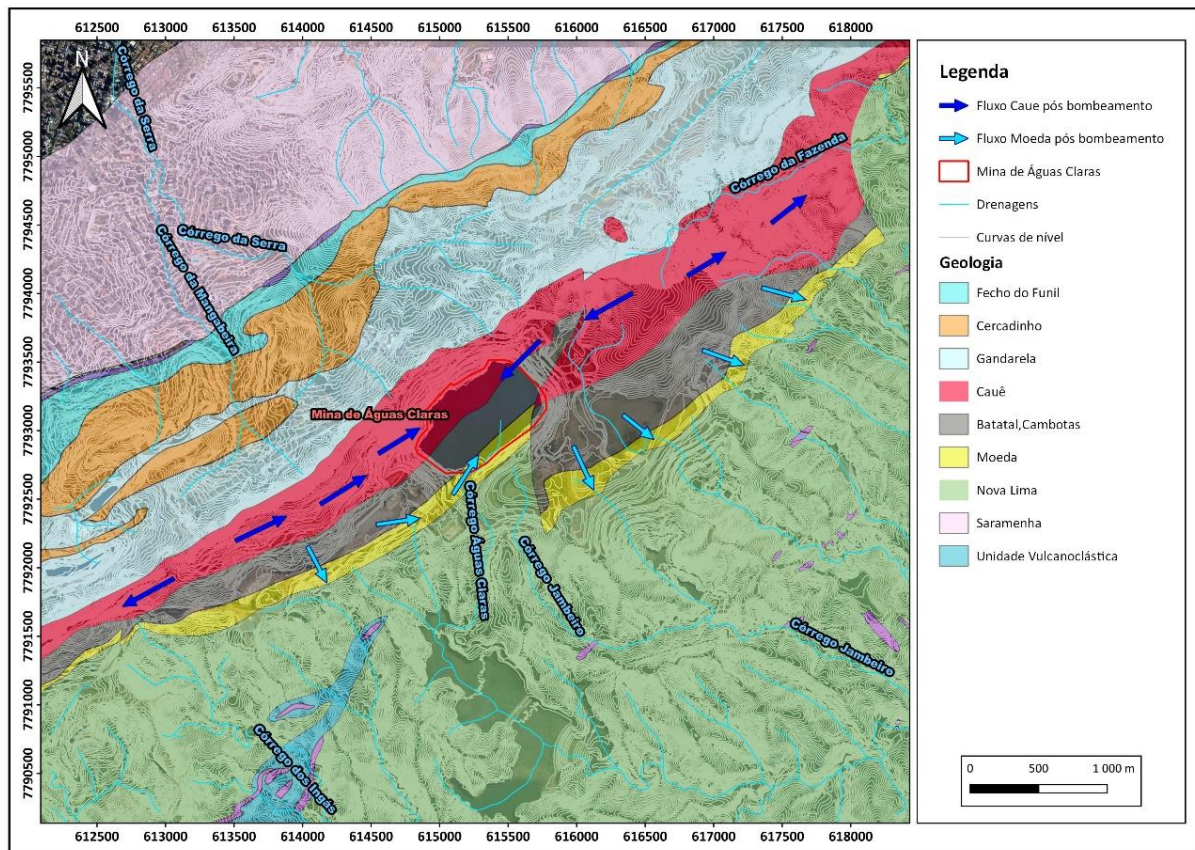 612500 613000 613500 614000 614500 615000 615500 616000 616500 617000 617500 618000
7795500
7795000
7794500
7794000
7793500
7793000
7792500
7792000
7791500
7791000
7790500
N
Córrego da Serra
Córrego da Serra
Córrego da Mangabeira
Córrego da Fazenda
Mina de Águas Claras
Córrego Águas Claras
Córrego Jambeiro
Córrego Jambeiro
Córrego dos Ingás
612500 613000 613500 614000 614500 615000 615500 616000 616500 617000 617500 618000
Legenda
Fluxo Caue pós bombeamento
Fluxo Moeda pós bombeamento
Mina de Águas Claras
Drenagens
Curvas de nível
Geologia
Fecho do Funil
Cercadinho
Gandarela
Cauê
Batatal,Cambotas
Moeda
Nova Lima
Saramenha
Unidade Vulcanoclástica
0 500 1 000 m